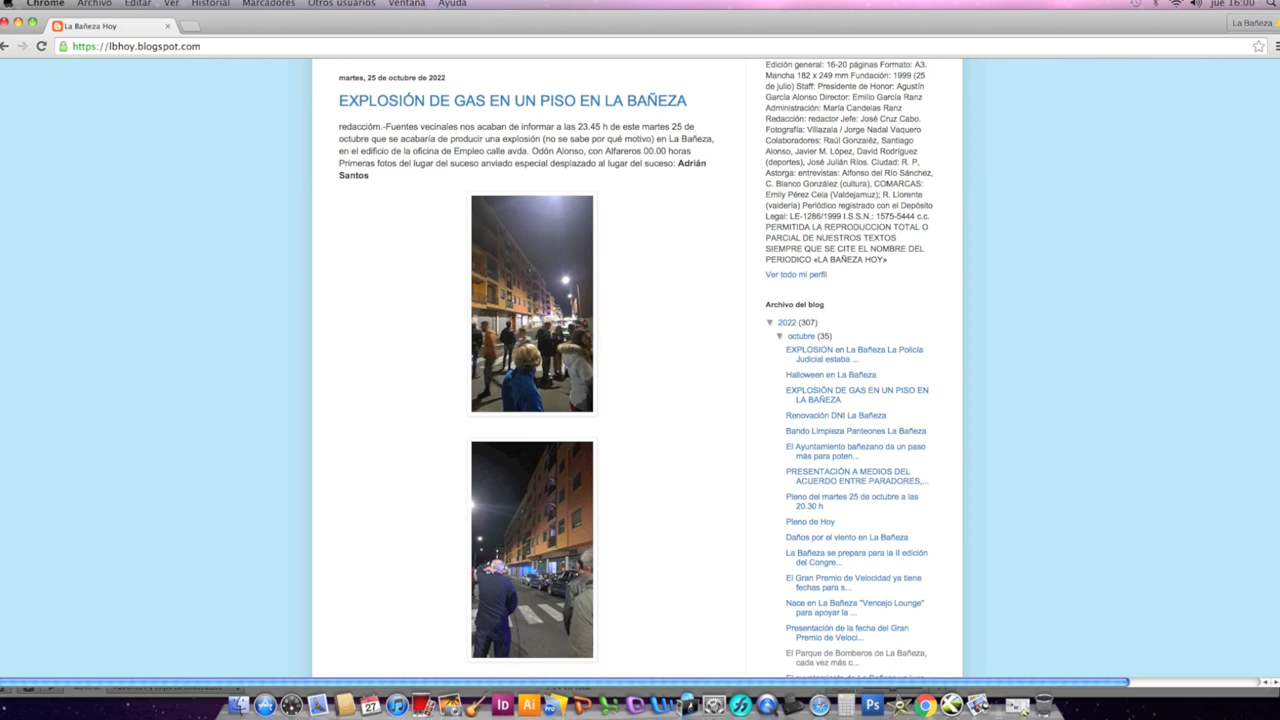 Chrome Archivo Editar Ver Historial Marcadores Otros usuarios Ventana Ayuda jue 16:00
La Bañeza Hoy
La Bañeza
https://lbhoy.blogspot.com
martes, 25 de octubre de 2022
EXPLOSIÓN DE GAS EN UN PISO EN LA BAÑEZA
redaccióm.-Fuentes vecinales nos acaban de informar a las 23.45 h de este martes 25 de
octubre que se acabaría de producir una explosión (no se sabe por qué motivo) en La Bañeza,
en el edificio de la oficina de Empleo calle avda. Odón Alonso, con Alfareros 00.00 horas
Primeras fotos del lugar del suceso anviado especial desplazado al lugar del suceso: Adrián
Santos
Edición general: 16-20 páginas Formato: A3.
Mancha 182 x 249 mm Fundación: 1999 (25
de julio) Staff: Presidente de Honor: Agustín
García Alonso Director: Emilio García Ranz
Administración: María Candelas Ranz
Redacción: redactor Jefe: José Cruz Cabo.
Fotografía: Villazala / Jorge Nadal Vaquero
Colaboradores: Raúl Gonzaléz, Santiago
Alonso, Javier M. López, David Rodríguez
(deportes), José Julián Ríos. Ciudad: R. P,
Astorga: entrevistas: Alfonso del Río Sánchez,
C. Blanco González (cultura), COMARCAS:
Emily Pérez Cela (Valdejamuz); R. Llorente
(valdería) Periódico registrado con el Depósito
Legal: LE-1286/1999 I.S.S.N.: 1575-5444 c.c.
PERMITIDA LA REPRODUCCION TOTAL O
PARCIAL DE NUESTROS TEXTOS
SIEMPRE QUE SE CITE EL NOMBRE DEL
PERIODICO «LA BAÑEZA HOY»
Ver todo mi perfil
Archivo del blog
▼ 2022 (307)
▼ octubre (35)
EXPLOSION en La Bañeza La Policía
Judicial estaba ...
Halloween en La Bañeza
EXPLOSIÓN DE GAS EN UN PISO EN
LA BAÑEZA
Renovación DNI La Bañeza
Bando Limpieza Panteones La Bañeza
El Ayuntamiento bañezano da un paso
más para poten...
PRESENTACIÓN A MEDIOS DEL
ACUERDO ENTRE PARADORES,...
Pleno del martes 25 de octubre a las
20.30 h
Pleno de Hoy
Daños por el viento en La Bañeza
La Bañeza se prepara para la II edición
del Congre...
El Gran Premio de Velocidad ya tiene
fechas para s...
Nace en La Bañeza "Vencejo Lounge"
para apoyar la ...
Presentación de la fecha del Gran
Premio de Veloci...
El Parque de Bomberos de La Bañeza,
cada vez más c...
27
Id
Ai
Pro
Ps